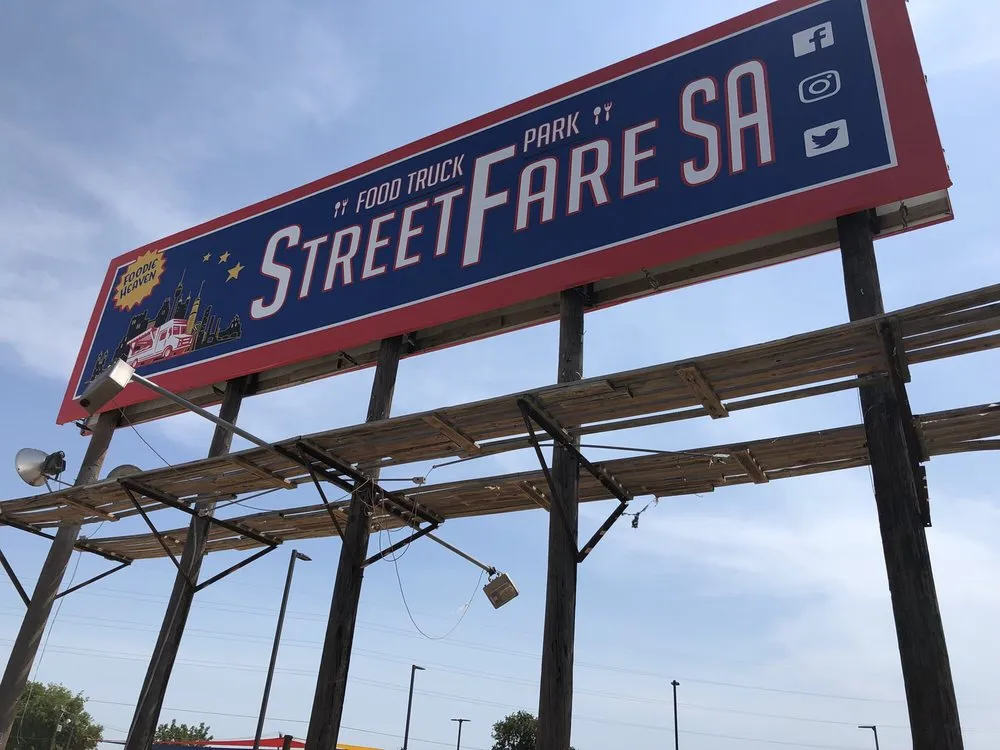 FOOD TRUCK PARK
STREETFARE SA
FOODIE
HEAVEN